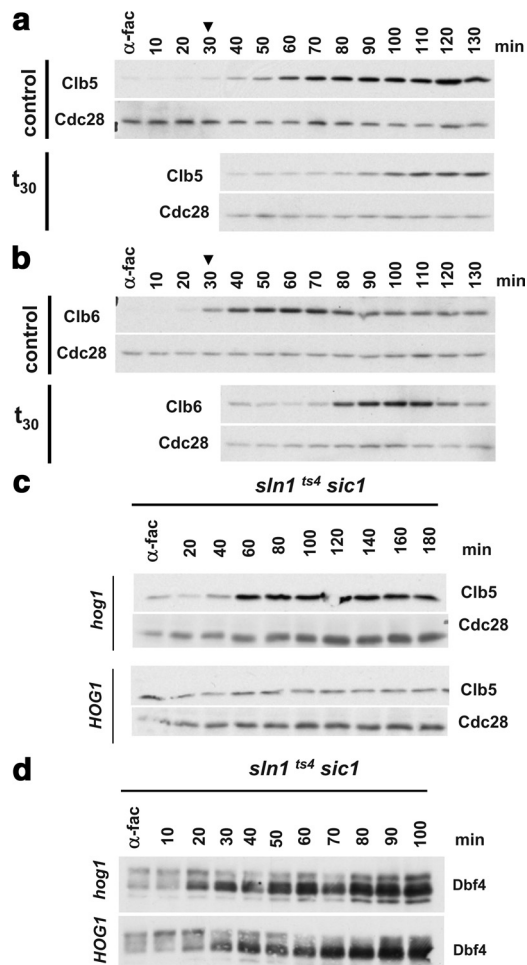 a
α-fac 10 20 30 40 50 60 70 80 90 100 110 120 130 min
control
Clb5
Cdc28
t30
Clb5
Cdc28
b
α-fac 10 20 30 40 50 60 70 80 90 100 110 120 130
control
Clb6
Cdc28
t30
Clb6
Cdc28
c
sln1 ts4 sic1
α-fac 20 40 60 80 100 120 140 160 180 min
hog1
Clb5
Cdc28
HOG1
Clb5
Cdc28
d
sln1 ts4 sic1
α-fac 10 20 30 40 50 60 70 80 90 100 min
hog1
Dbf4
HOG1
Dbf4